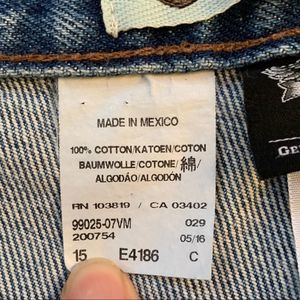 MADE IN MEXICO
100% COTTON/KATOEN/COTON
BAUMWOLLE/COTONE/綿/
ALGODÃO/ALGODÓN
RN 103819 / CA 03402
99025-07VM 029
200754 05/16
15 E4186 C